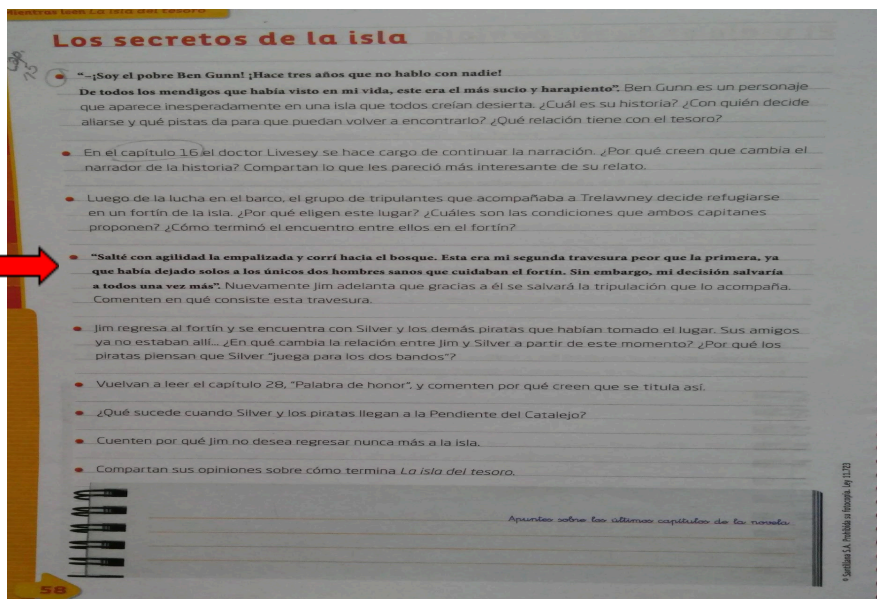 Mientras leen La isla del tesoro
Los secretos de la isla
Cap.
15
"–¡Soy el pobre Ben Gunn! ¡Hace tres años que no hablo con nadie!
De todos los mendigos que había visto en mi vida, este era el más sucio y harapiento". Ben Gunn es un personaje
que aparece inesperadamente en una isla que todos creían desierta. ¿Cuál es su historia? ¿Con quién decide
aliarse y qué pistas da para que puedan volver a encontrarlo? ¿Qué relación tiene con el tesoro?
En el capítulo 16 el doctor Livesey se hace cargo de continuar la narración. ¿Por qué creen que cambia el
narrador de la historia? Compartan lo que les pareció más interesante de su relato.
Luego de la lucha en el barco, el grupo de tripulantes que acompañaba a Trelawney decide refugiarse
en un fortín de la isla. ¿Por qué eligen este lugar? ¿Cuáles son las condiciones que ambos capitanes
proponen? ¿Cómo terminó el encuentro entre ellos en el fortín?
"Salté con agilidad la empalizada y corrí hacia el bosque. Esta era mi segunda travesura peor que la primera, ya
que había dejado solos a los únicos dos hombres sanos que cuidaban el fortín. Sin embargo, mi decisión salvaría
a todos una vez más". Nuevamente Jim adelanta que gracias a él se salvará la tripulación que lo acompaña.
Comenten en qué consiste esta travesura.
Jim regresa al fortín y se encuentra con Silver y los demás piratas que habían tomado el lugar. Sus amigos
ya no estaban allí... ¿En qué cambia la relación entre Jim y Silver a partir de este momento? ¿Por qué los
piratas piensan que Silver "juega para los dos bandos"?
Vuelvan a leer el capítulo 28, "Palabra de honor", y comenten por qué creen que se titula así.
¿Qué sucede cuando Silver y los piratas llegan a la Pendiente del Catalejo?
Cuenten por qué Jim no desea regresar nunca más a la isla.
Compartan sus opiniones sobre cómo termina La isla del tesoro.
Apuntes sobre los últimos capítulos de la novela
© Santillana S.A. Prohibida su fotocopia. Ley 11.723
58